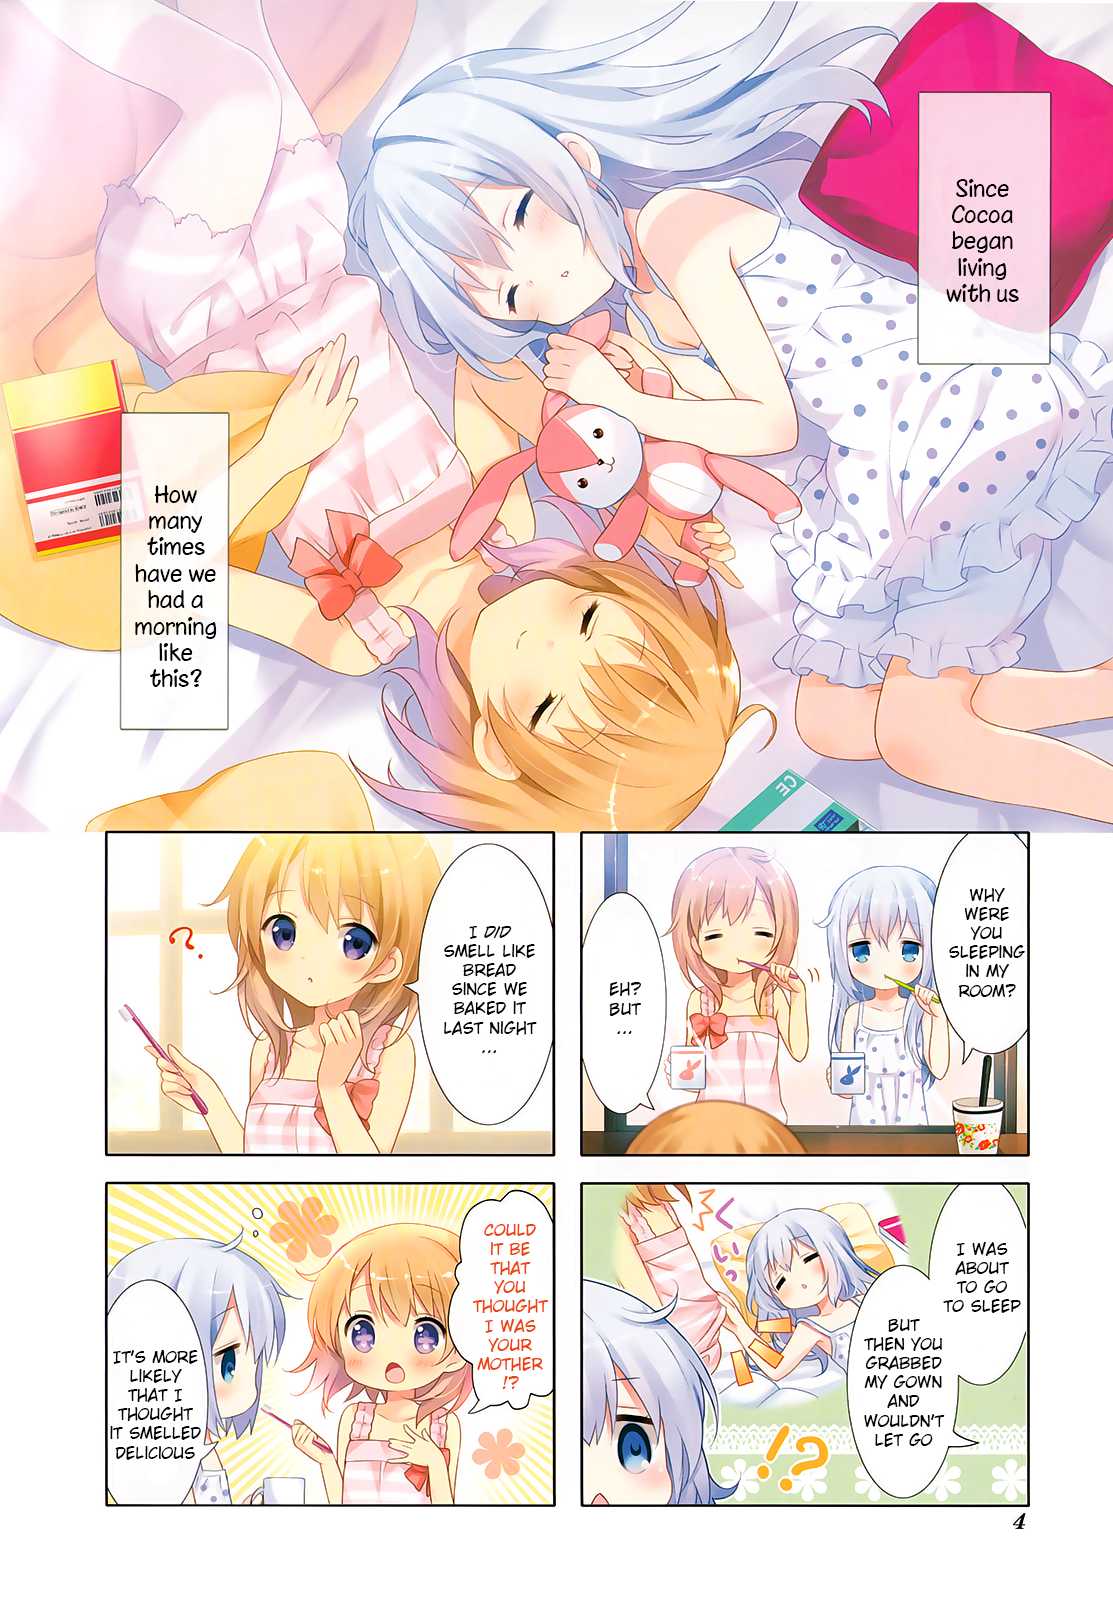 Since
Cocoa
began
living
with us
How
many
times
have we
had a
morning
like
this?
CE
WHY
WERE
YOU
SLEEPING
IN MY
ROOM?
EH?
BUT
...
I WAS
ABOUT
TO GO
TO SLEEP
BUT
THEN YOU
GRABBED
MY GOWN
AND
WOULDN'T
LET GO
いっ
!?
I DID
SMELL LIKE
BREAD
SINCE WE
BAKED IT
LAST NIGHT
...
?
COULD
IT BE
THAT
YOU
THOUGHT
I WAS
YOUR
MOTHER
!?
IT'S MORE
LIKELY
THAT I
THOUGHT
IT SMELLED
DELICIOUS
4